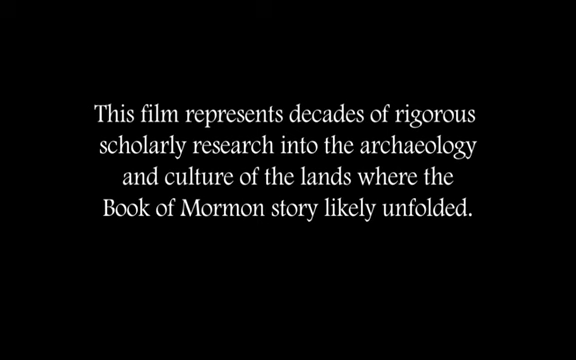 This film represents decades of rigorous
scholarly research into the archaeology
and culture of the lands where the
Book of Mormon story likely unfolded.